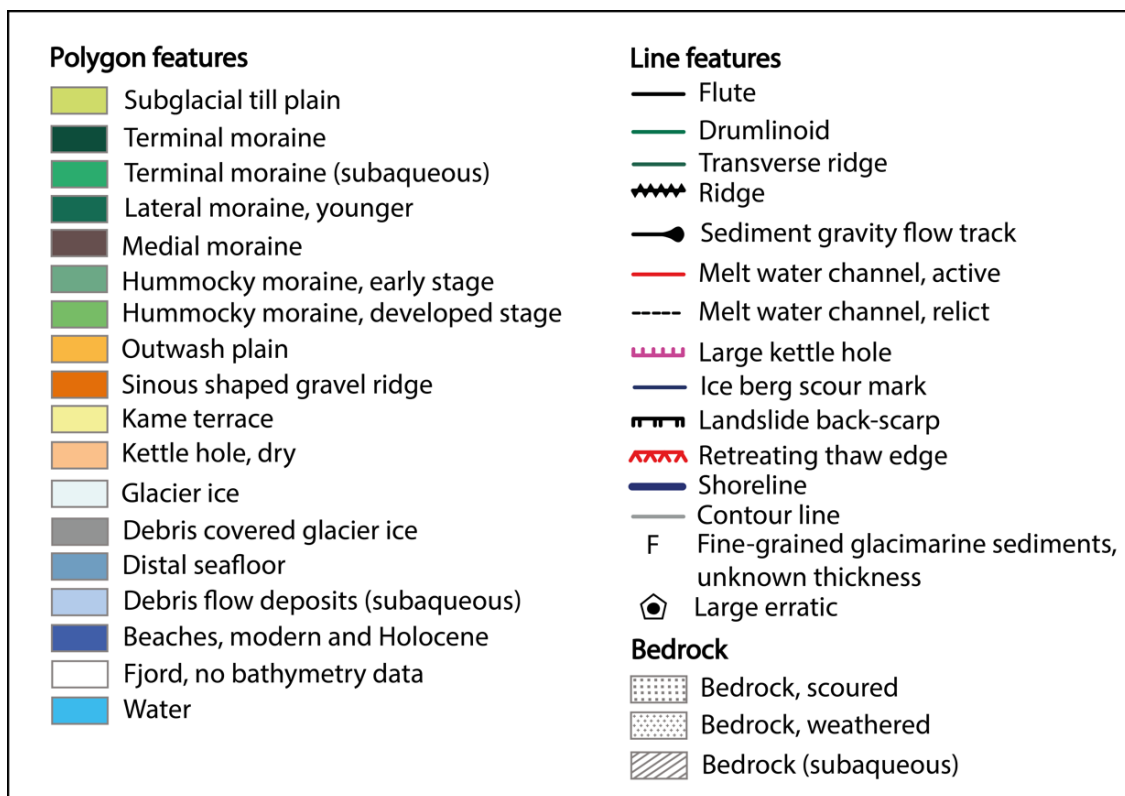 Polygon features
Subglacial till plain
Terminal moraine
Terminal moraine (subaqueous)
Lateral moraine, younger
Medial moraine
Hummocky moraine, early stage
Hummocky moraine, developed stage
Outwash plain
Sinous shaped gravel ridge
Kame terrace
Kettle hole, dry
Glacier ice
Debris covered glacier ice
Distal seafloor
Debris flow deposits (subaqueous)
Beaches, modern and Holocene
Fjord, no bathymetry data
Water
Line features
Flute
Drumlinoid
Transverse ridge
Ridge
Sediment gravity flow track
Melt water channel, active
Melt water channel, relict
Large kettle hole
Ice berg scour mark
Landslide back-scarp
Retreating thaw edge
Shoreline
Contour line
F Fine-grained glacimarine sediments,
unknown thickness
Large erratic
Bedrock
Bedrock, scoured
Bedrock, weathered
Bedrock (subaqueous)